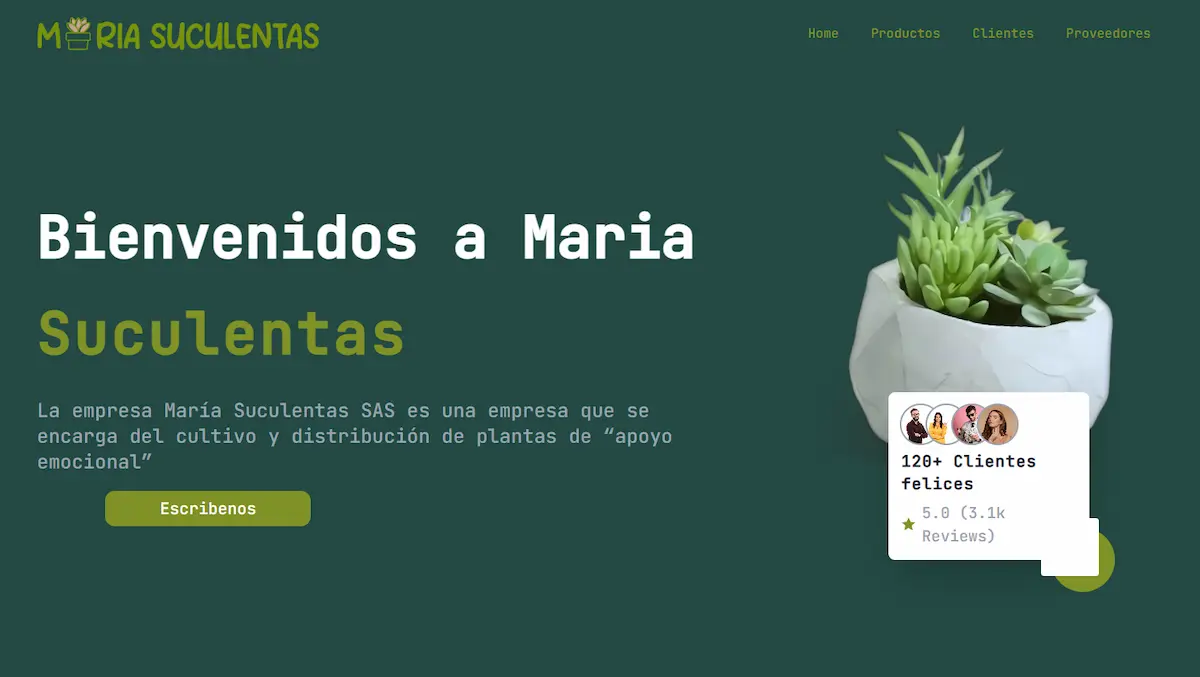 MARIA SUCULENTAS
Home Productos Clientes Proveedores
Bienvenidos a Maria
Suculentas
La empresa María Suculentas SAS es una empresa que se
encarga del cultivo y distribución de plantas de “apoyo
emocional”
Escribenos
120+ Clientes
felices
5.0 (3.1k
Reviews)